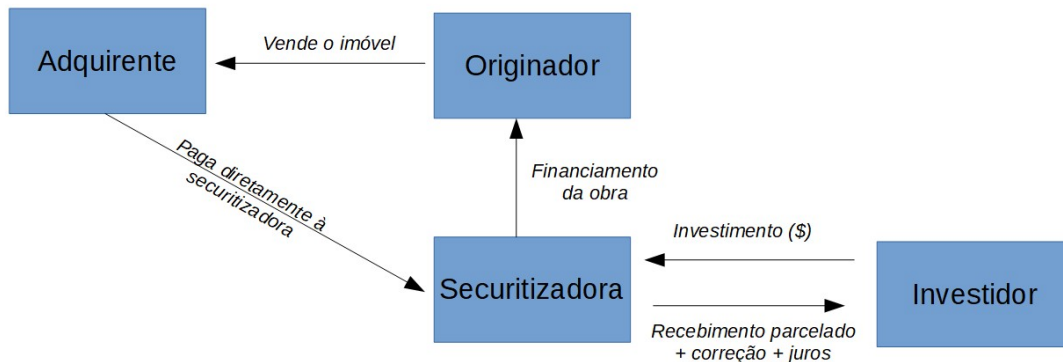 Vende o imóvel
Adquirente
Originador
Paga diretamente à
securitizadora
Financiamento
da obra
Investimento ($)
Securitizadora
Investidor
Recebimento parcelado
+ correção + juros